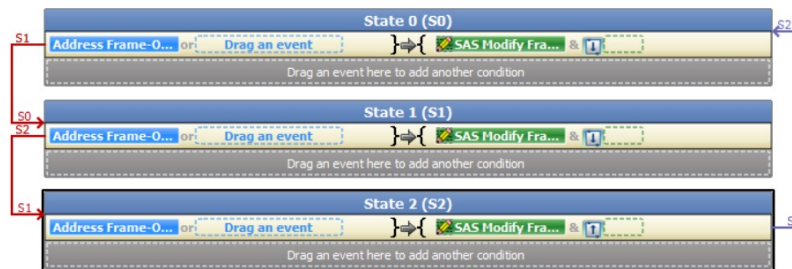 State 0 (S0)
S1 Address Frame-O... or Drag an event }⇒{ SAS Modify Fra... & S2
Drag an event here to add another condition
State 1 (S1)
S0
S2 Address Frame-O... or Drag an event }⇒{ SAS Modify Fra... &
Drag an event here to add another condition
State 2 (S2)
S1 Address Frame-O... or Drag an event }⇒{ SAS Modify Fra... &
Drag an event here to add another condition